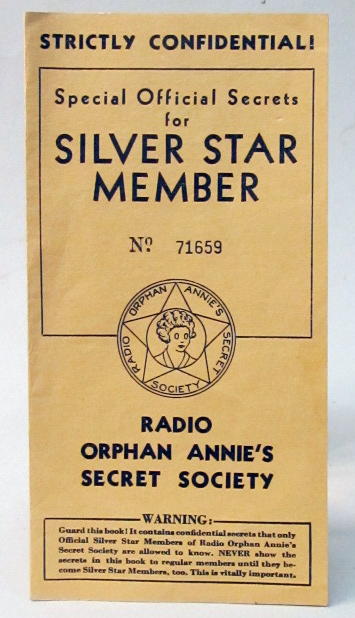 STRICTLY CONFIDENTIAL!
Special Official Secrets
for
SILVER STAR
MEMBER
Nº 71659
RADIO ORPHAN ANNIE'S SECRET SOCIETY
RADIO
ORPHAN ANNIE'S
SECRET SOCIETY
WARNING:
Guard this book! It contains confidential secrets that only
Official Silver Star Members of Radio Orphan Annie's
Secret Society are allowed to know. NEVER show the
secrets in this book to regular members until they be-
come Silver Star Members, too. This is vitally important.